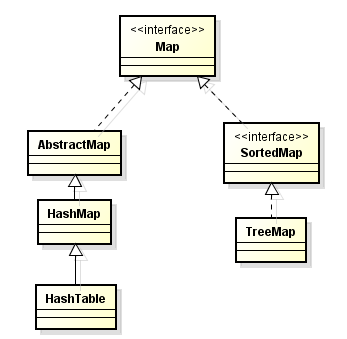 <<interface>>
Map
AbstractMap
<<interface>>
SortedMap
HashMap
TreeMap
HashTable